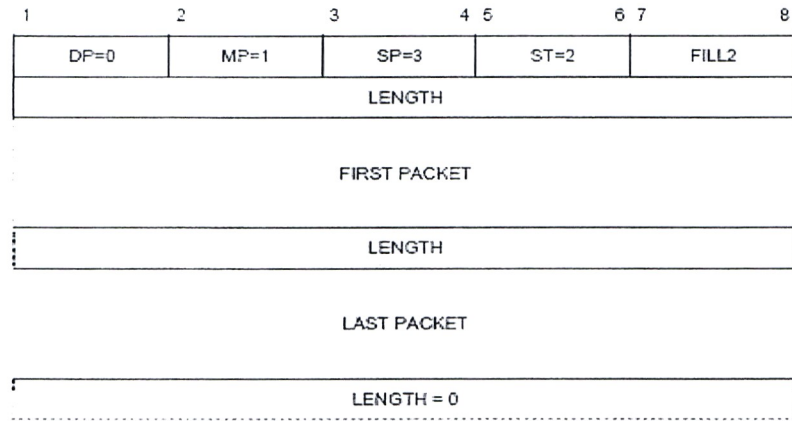 1 2 3 4 5 6 7 8
DP=0 MP=1 SP=3 ST=2 FILL2
LENGTH
FIRST PACKET
LENGTH
LAST PACKET
LENGTH = 0